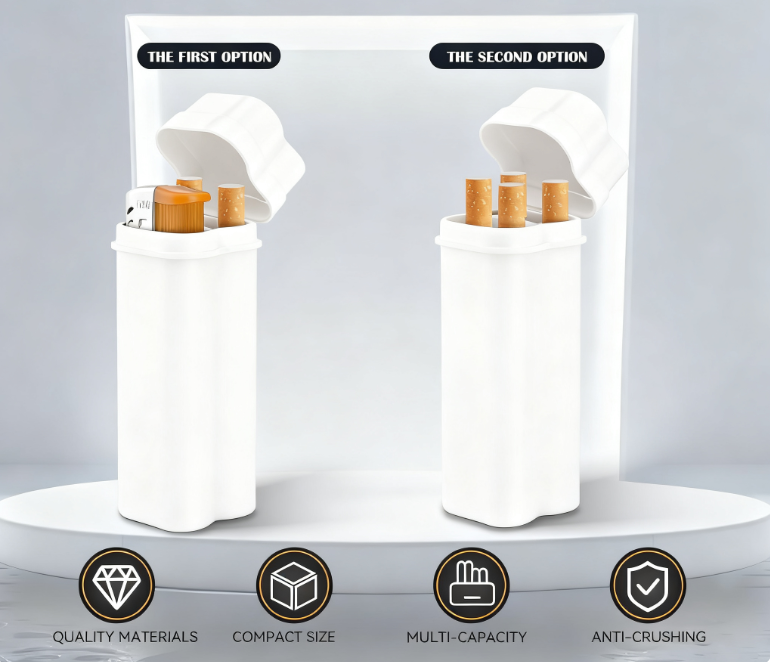 THE FIRST OPTION
THE SECOND OPTION
QUALITY MATERIALS
COMPACT SIZE
MULTI-CAPACITY
ANTI-CRUSHING